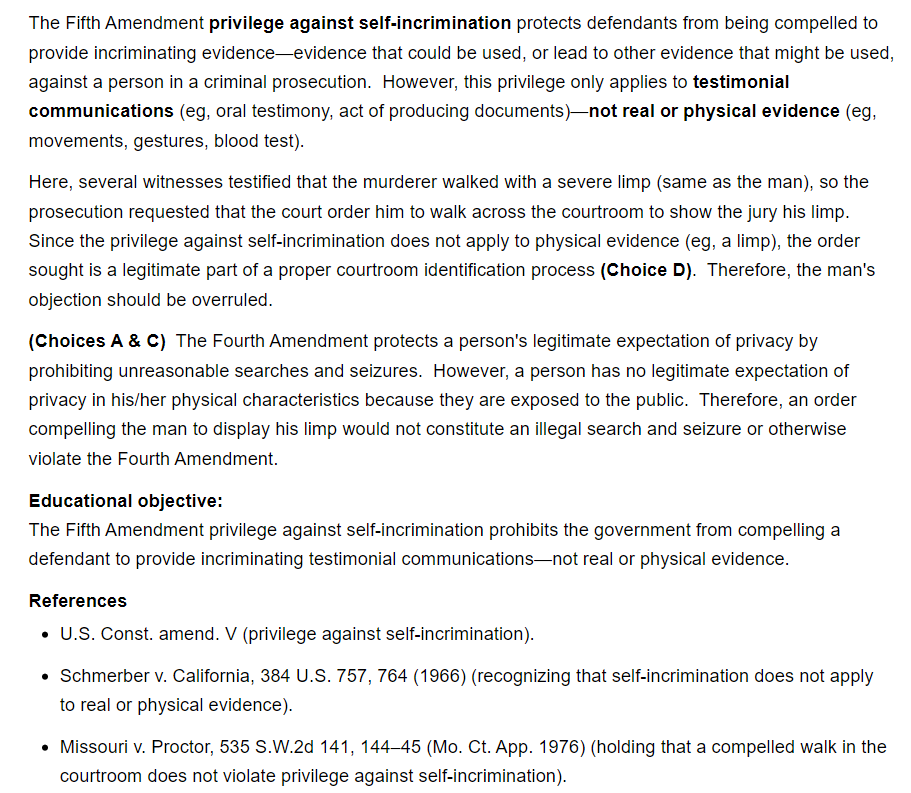 The Fifth Amendment privilege against self-incrimination protects defendants from being compelled to
provide incriminating evidence—evidence that could be used, or lead to other evidence that might be used,
against a person in a criminal prosecution.  However, this privilege only applies to testimonial
communications (eg, oral testimony, act of producing documents)—not real or physical evidence (eg,
movements, gestures, blood test).
Here, several witnesses testified that the murderer walked with a severe limp (same as the man), so the
prosecution requested that the court order him to walk across the courtroom to show the jury his limp.
Since the privilege against self-incrimination does not apply to physical evidence (eg, a limp), the order
sought is a legitimate part of a proper courtroom identification process (Choice D).  Therefore, the man's
objection should be overruled.
(Choices A & C)  The Fourth Amendment protects a person's legitimate expectation of privacy by
prohibiting unreasonable searches and seizures.  However, a person has no legitimate expectation of
privacy in his/her physical characteristics because they are exposed to the public.  Therefore, an order
compelling the man to display his limp would not constitute an illegal search and seizure or otherwise
violate the Fourth Amendment.
Educational objective:
The Fifth Amendment privilege against self-incrimination prohibits the government from compelling a
defendant to provide incriminating testimonial communications—not real or physical evidence.
References
• U.S. Const. amend. V (privilege against self-incrimination).
• Schmerber v. California, 384 U.S. 757, 764 (1966) (recognizing that self-incrimination does not apply
to real or physical evidence).
• Missouri v. Proctor, 535 S.W.2d 141, 144–45 (Mo. Ct. App. 1976) (holding that a compelled walk in the
courtroom does not violate privilege against self-incrimination).